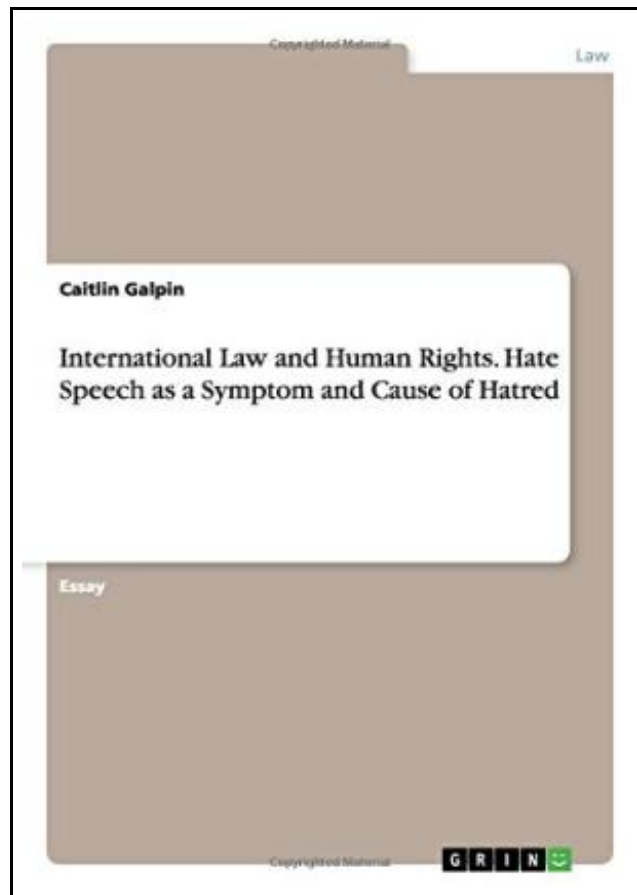 Copyrighted Material
Law
Caitlin Galpin
International Law and Human Rights. Hate
Speech as a Symptom and Cause of Hatred
Essay
Copyrighted Material
GRIN